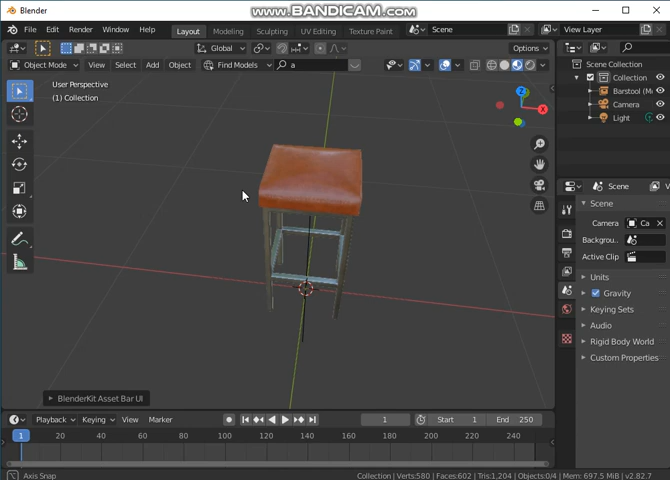 Blender
www.BANDICAM.com
File Edit Render Window Help Layout Modeling Sculpting UV Editing Texture Paint Scene View Layer
Global Options
Object Mode View Select Add Object Find Models a
User Perspective
(1) Collection
X
Z
Y
Scene Collection
Collection
Barstool (M
Camera
Light
Scene V
Scene
Camera Ca
Backgrou..
Active Clip
Units
Gravity
Keying Sets
Audio
Rigid Body World
Custom Properties
BlenderKit Asset Bar UI
Playback Keying View Marker 1 Start 1 End 250
1 20 40 60 80 100 120 140 160 180 200 220 240
Axis Snap Collection | Verts:580 | Faces:602 | Tris:1,204 | Objects:0/4 | Mem: 697.5 MiB | v2.82.7